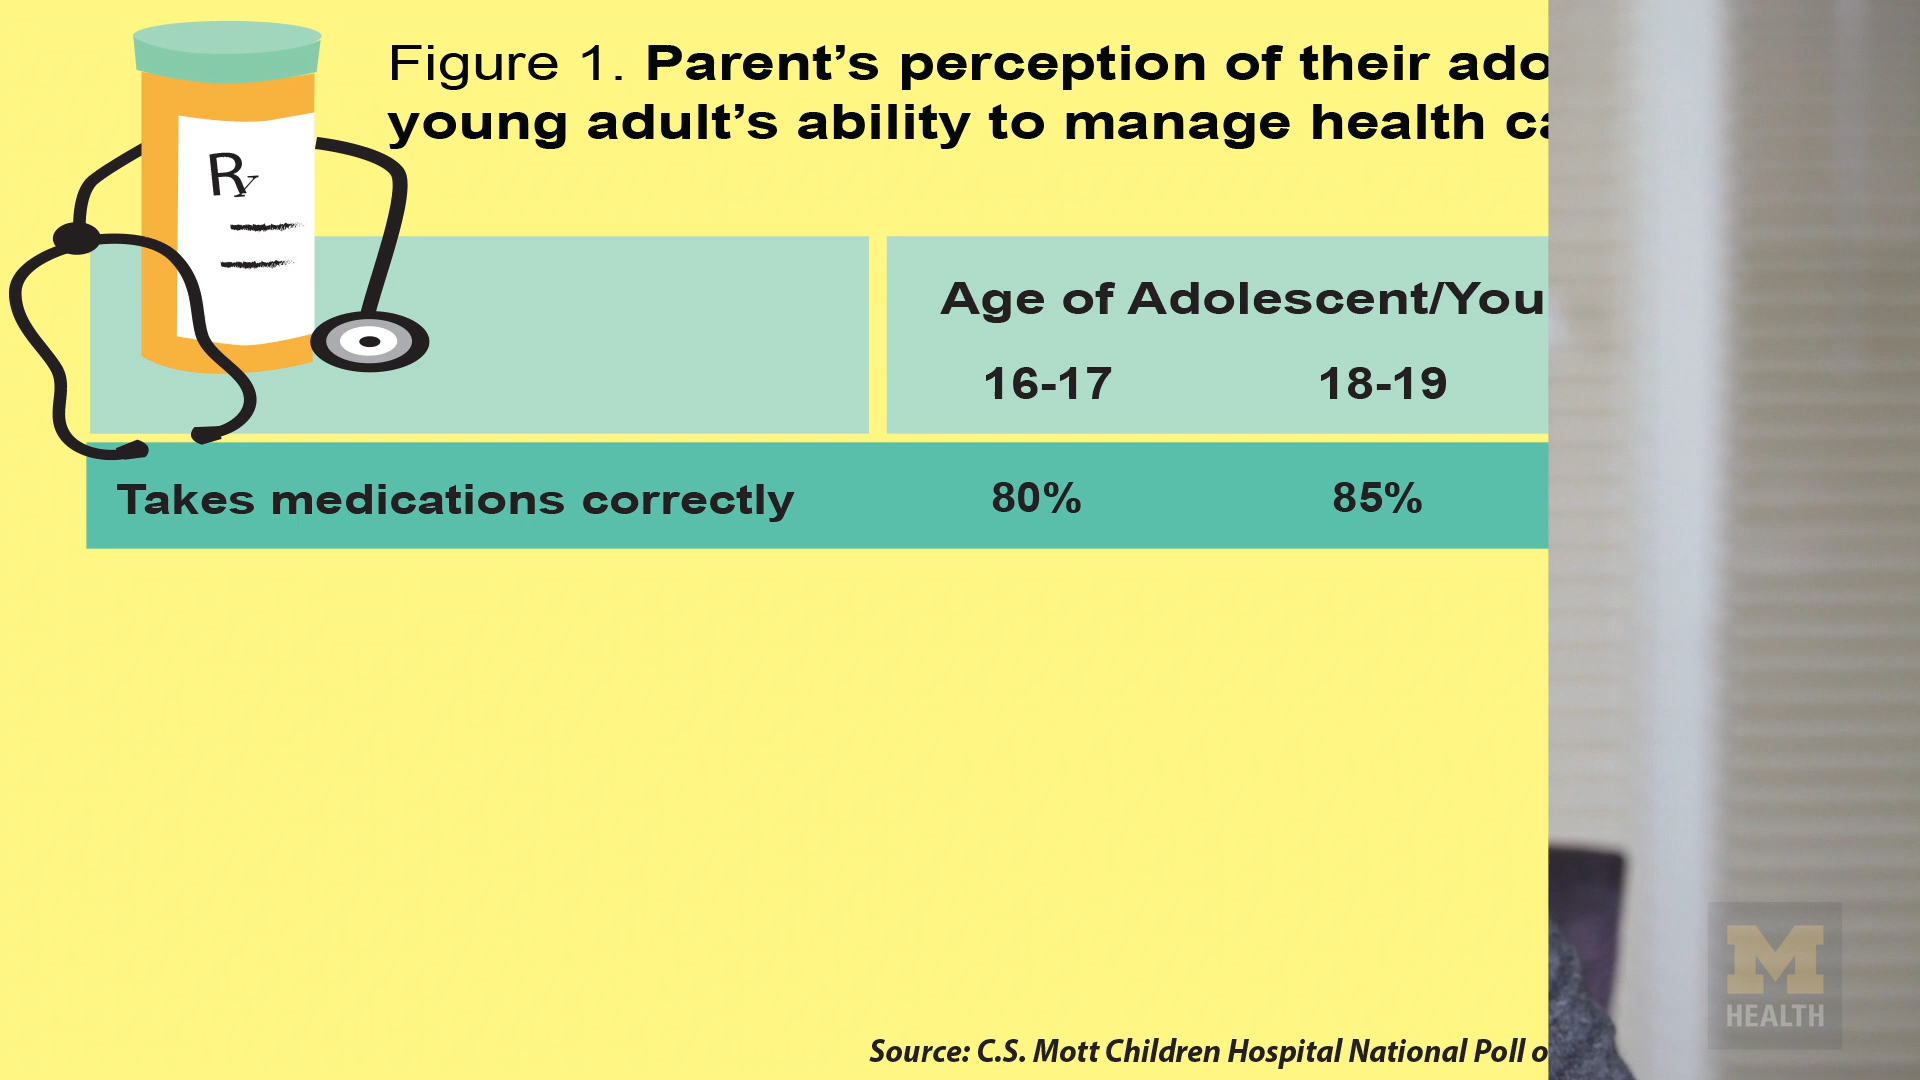 Figure 1. Parent's perception of their ado
young adult's ability to manage health ca
Rx
Age of Adolescent/You
16-17 18-19
Takes medications correctly 80% 85%
Source: C.S. Mott Children Hospital National Poll o
M
HEALTH